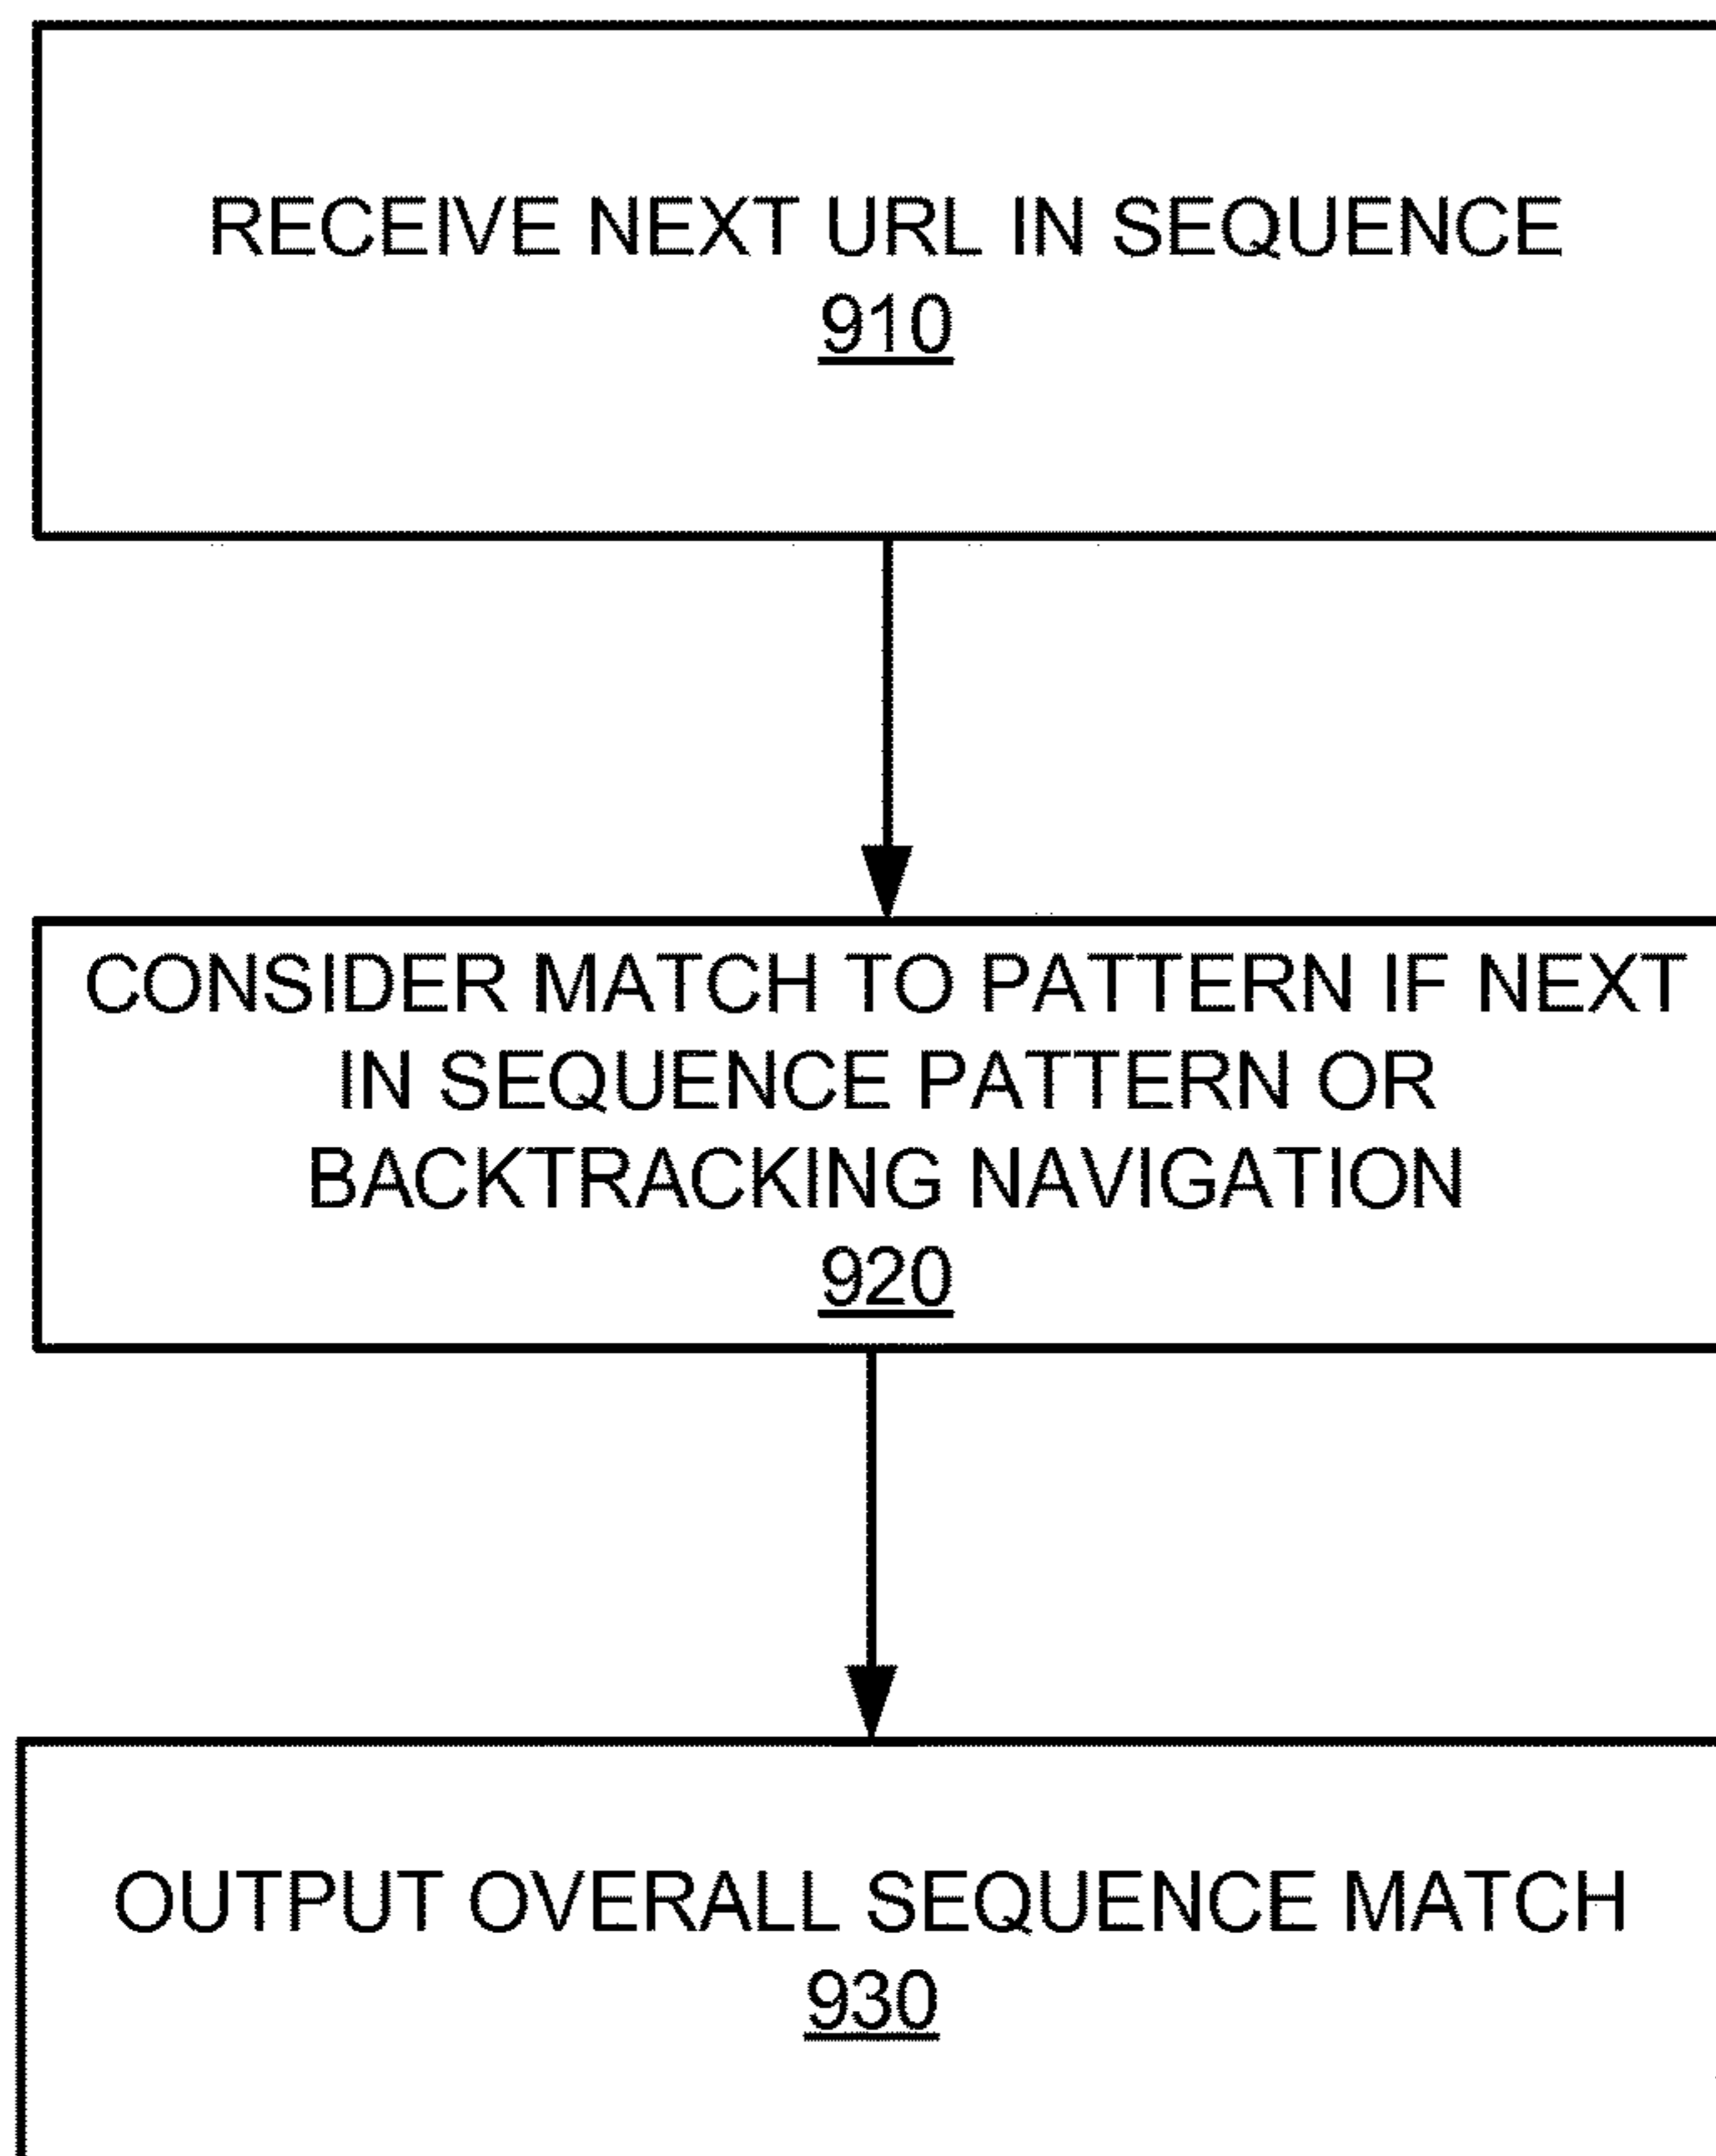 RECEIVE NEXT URL IN SEQUENCE
910
CONSIDER MATCH TO PATTERN IF NEXT
IN SEQUENCE PATTERN OR
BACKTRACKING NAVIGATION
920
OUTPUT OVERALL SEQUENCE MATCH
930